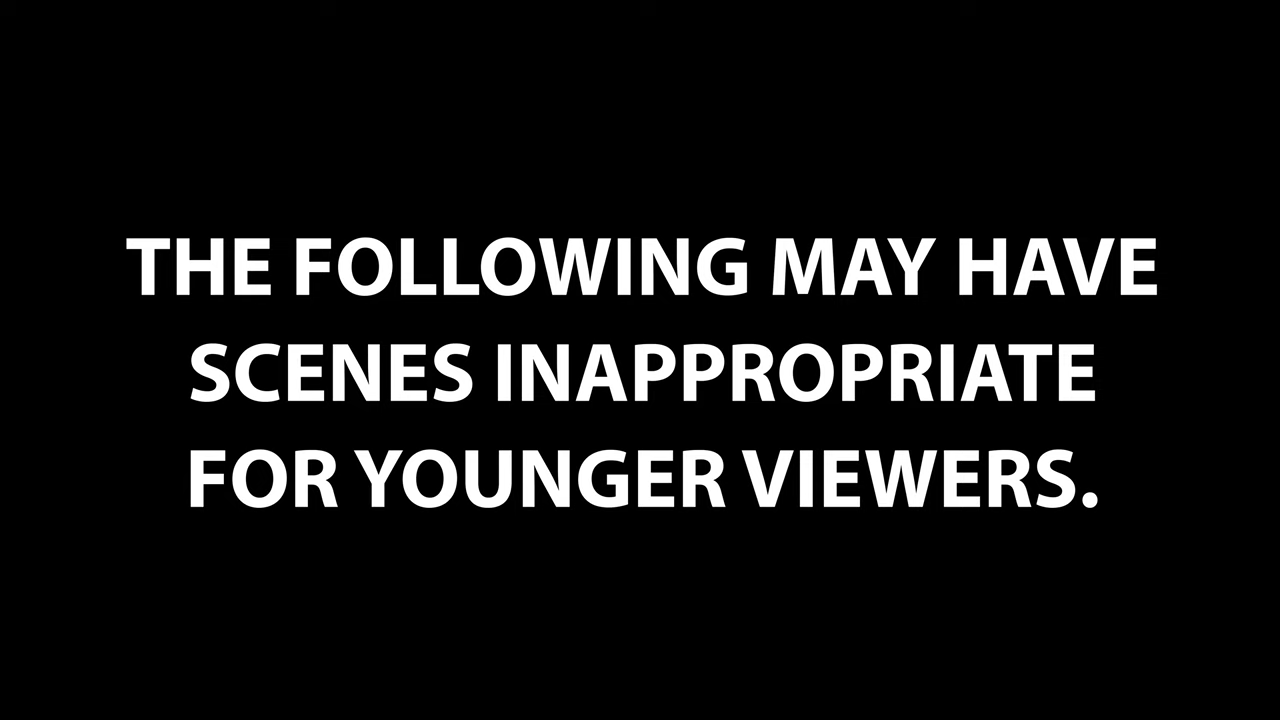 THE FOLLOWING MAY HAVE
SCENES INAPPROPRIATE
FOR YOUNGER VIEWERS.